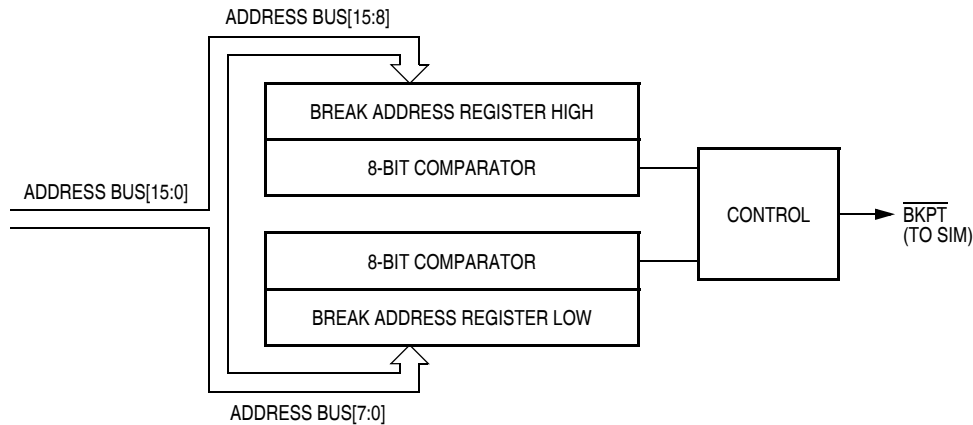 ADDRESS BUS[15:8]
BREAK ADDRESS REGISTER HIGH
8-BIT COMPARATOR
ADDRESS BUS[15:0]
CONTROL
BKPT
(TO SIM)
8-BIT COMPARATOR
BREAK ADDRESS REGISTER LOW
ADDRESS BUS[7:0]